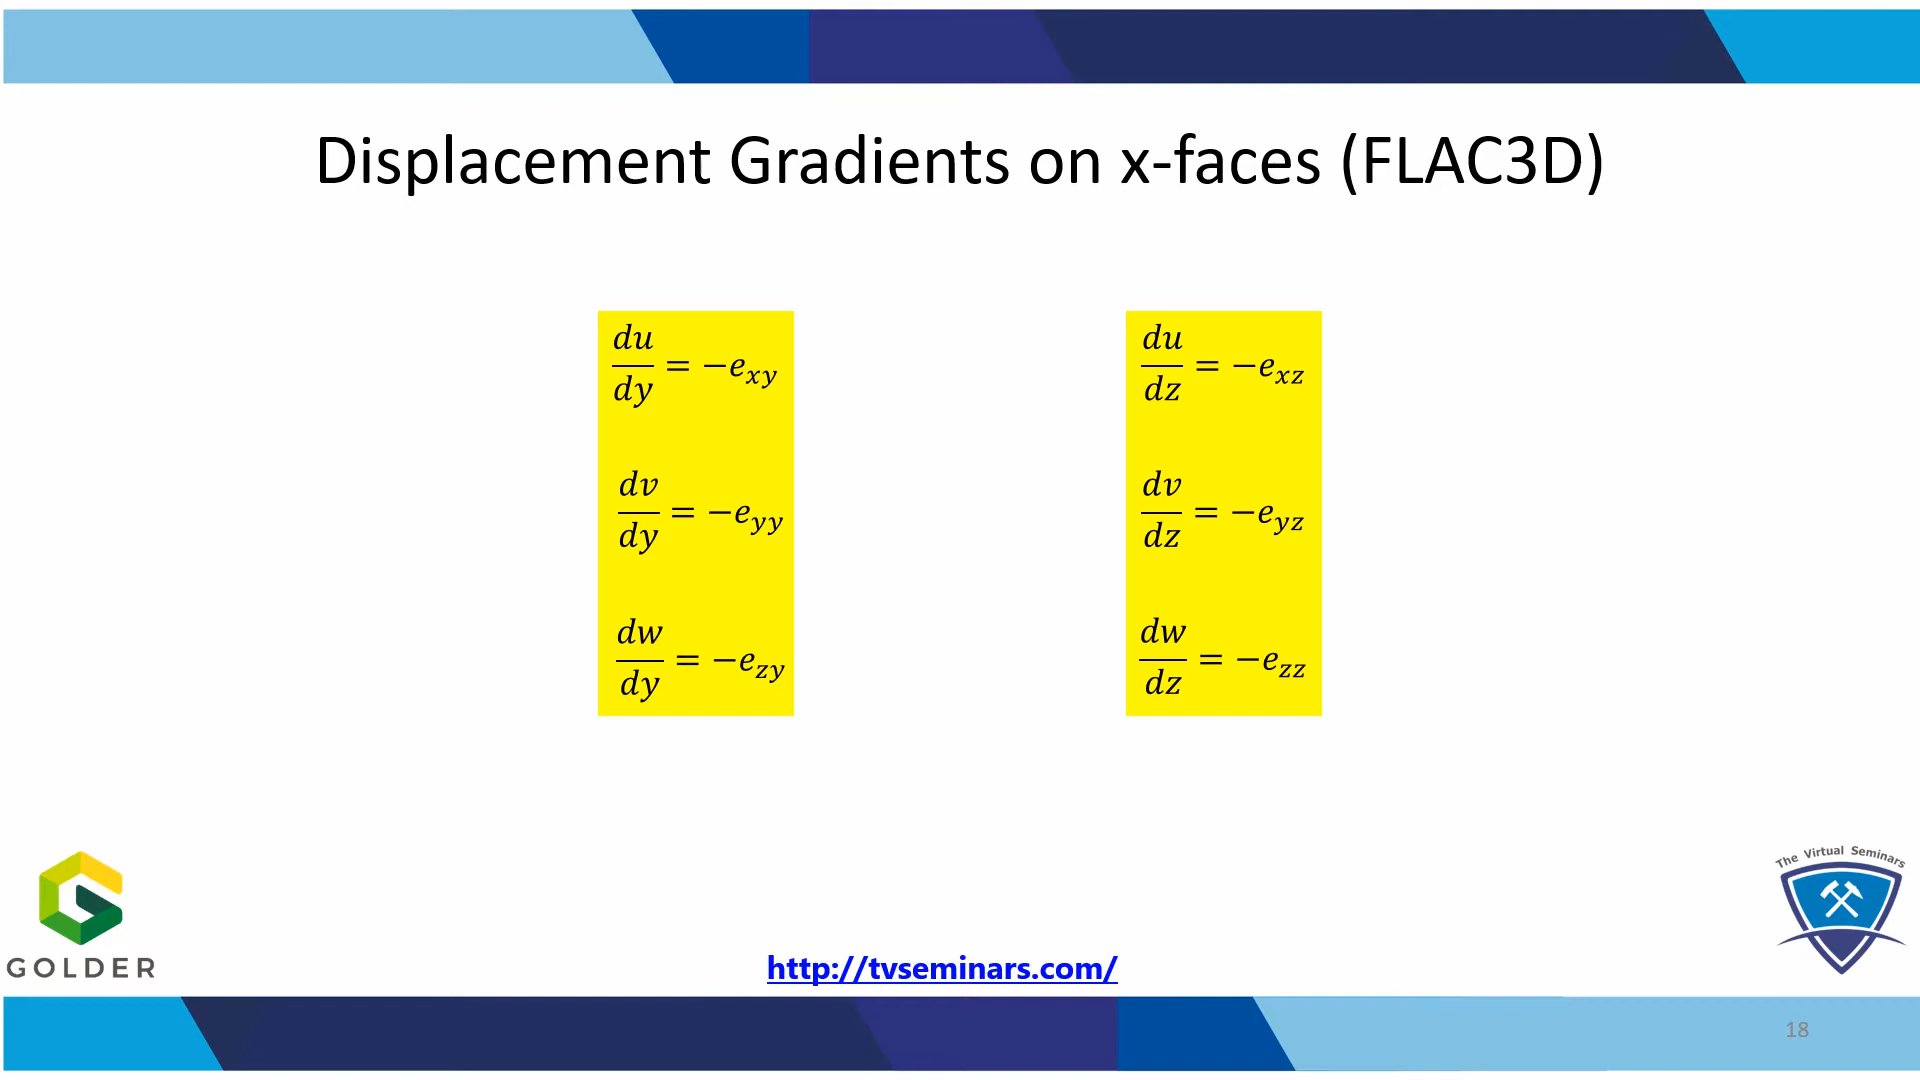 Displacement Gradients on x-faces (FLAC3D)
du/dy = −e_xy
dv/dy = −e_yy
dw/dy = −e_zy
du/dz = −e_xz
dv/dz = −e_yz
dw/dz = −e_zz
GOLDER
The Virtual Seminars
http://tvseminars.com/
18